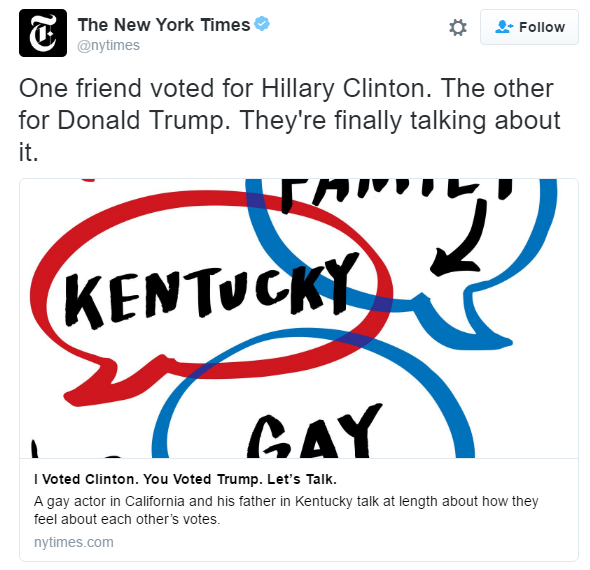 The New York Times
@nytimes
Follow
One friend voted for Hillary Clinton. The other
for Donald Trump. They're finally talking about
it.
FAMILY
KENTUCKY
GAY
I Voted Clinton. You Voted Trump. Let’s Talk.
A gay actor in California and his father in Kentucky talk at length about how they
feel about each other’s votes.
nytimes.com